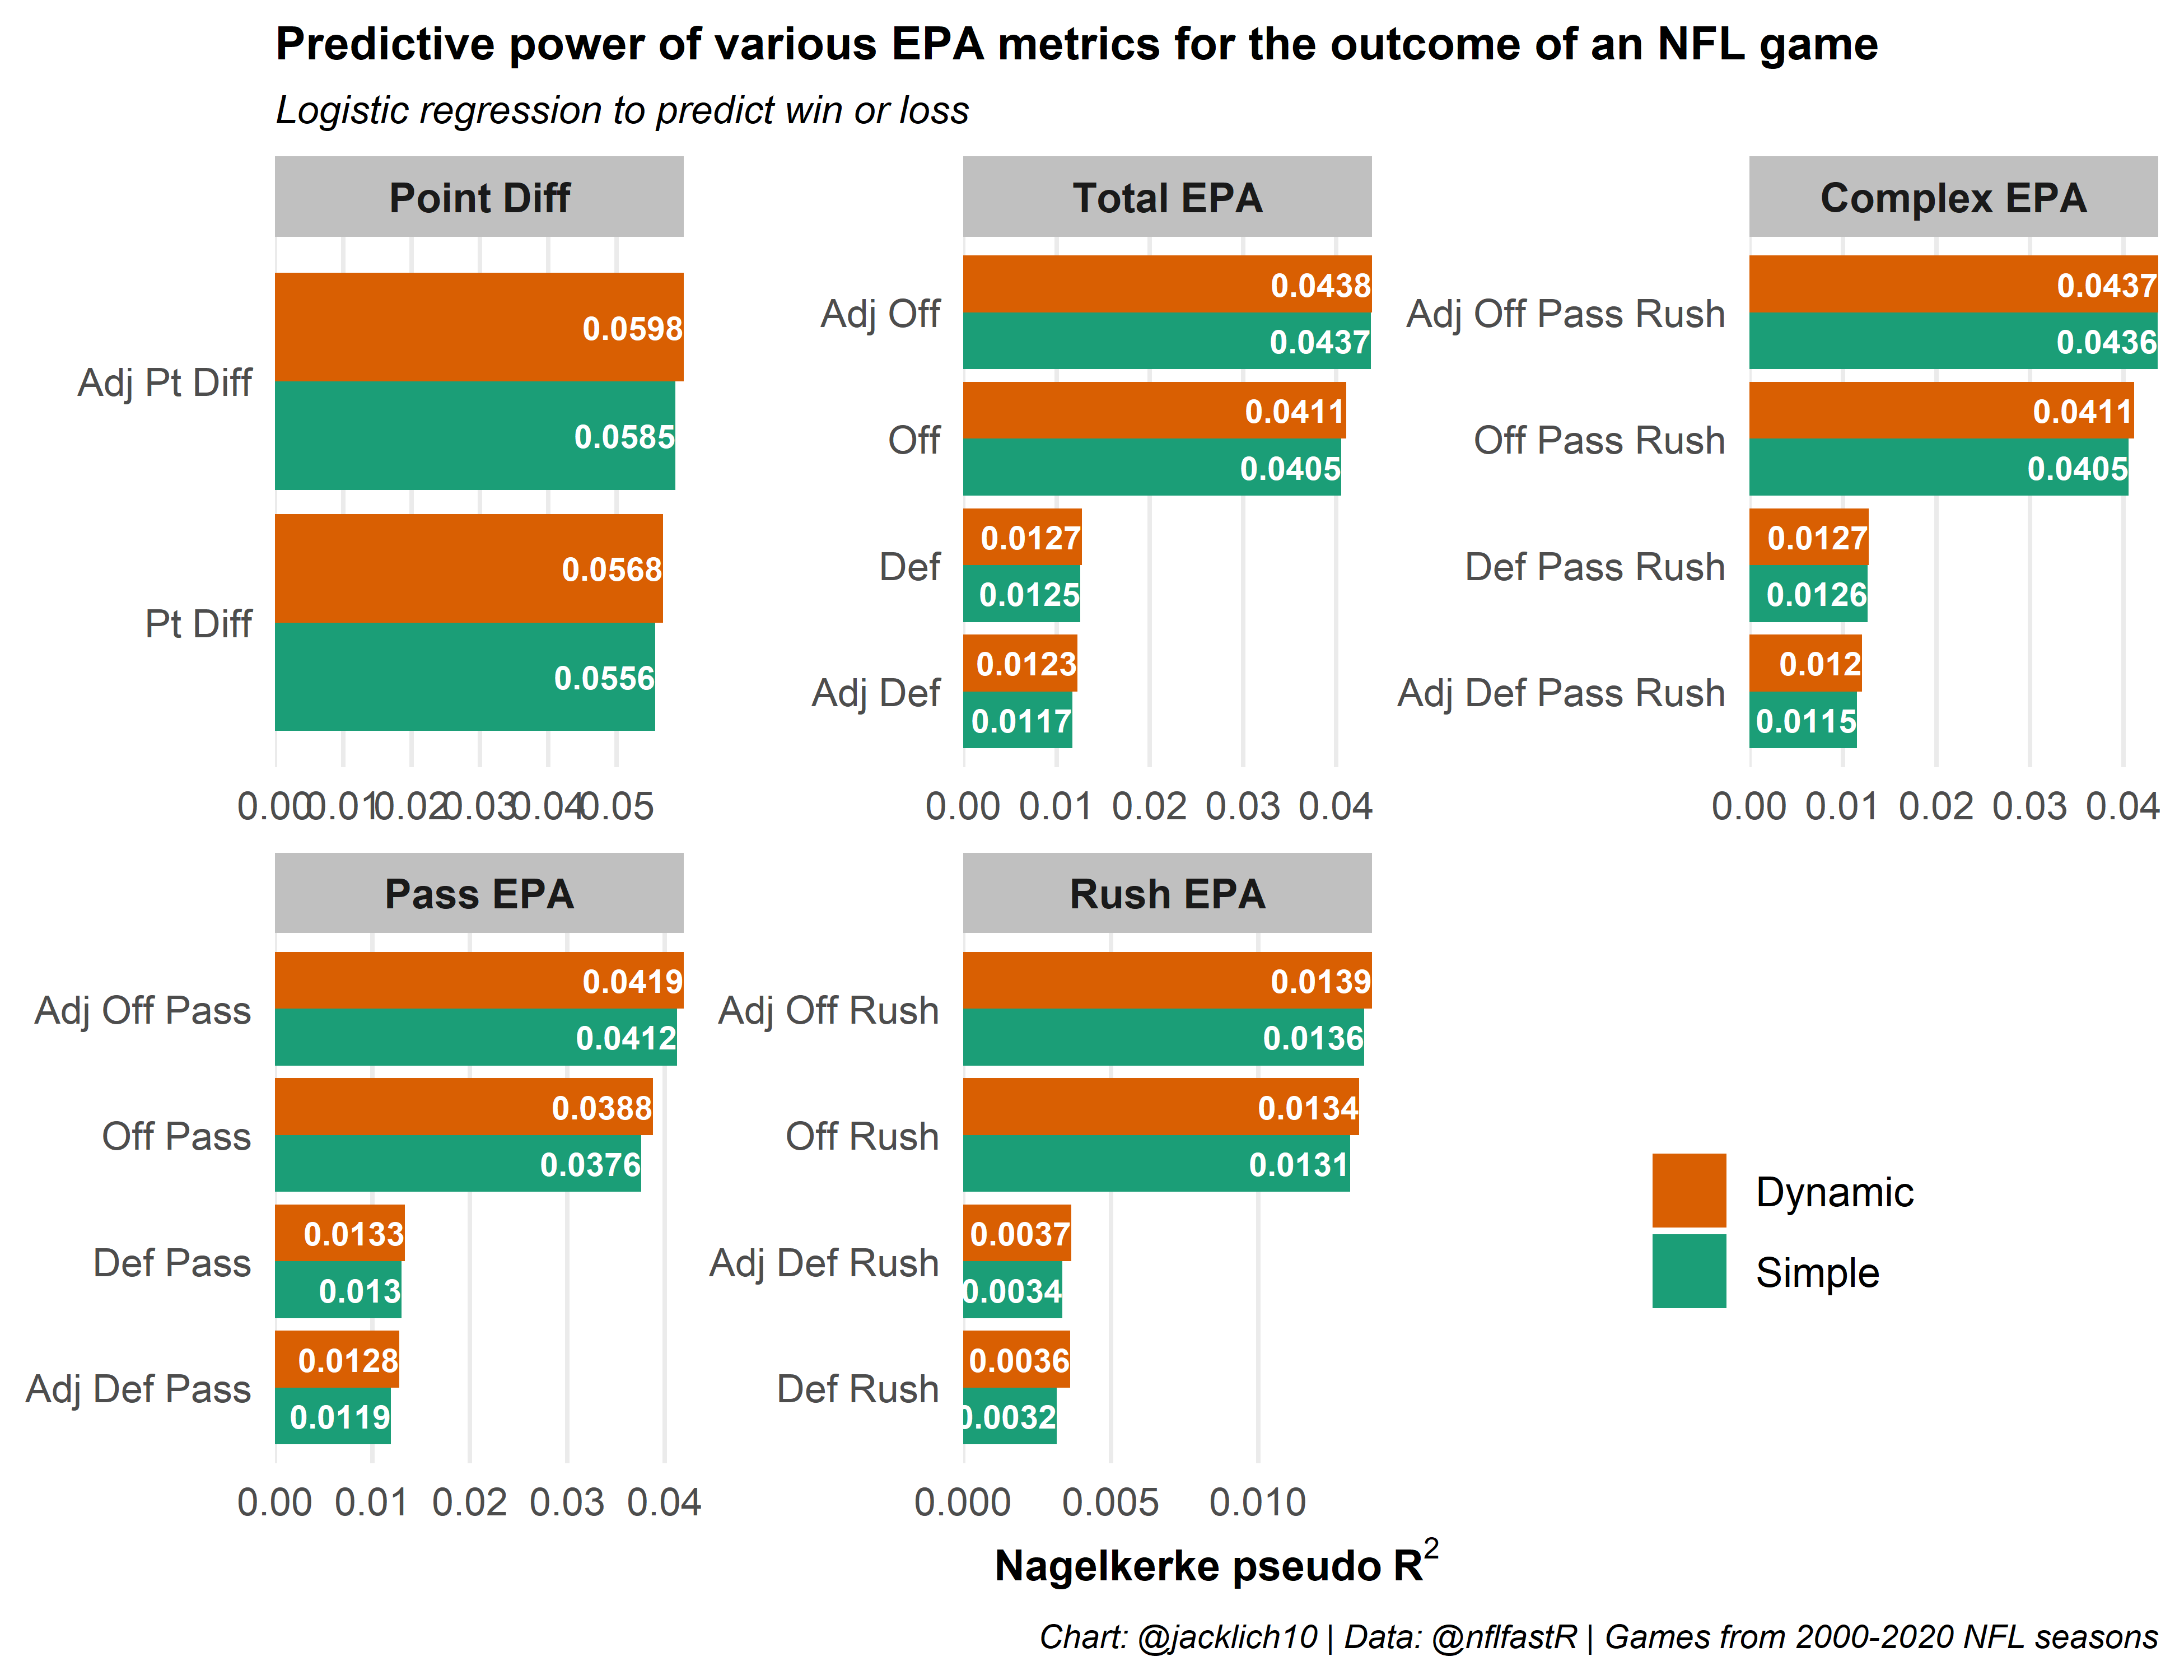 Predictive power of various EPA metrics for the outcome of an NFL game
Logistic regression to predict win or loss
Point Diff
Adj Pt Diff
0.0598
0.0585
Pt Diff
0.0568
0.0556
0.00 0.01 0.02 0.03 0.04 0.05
Total EPA
Adj Off
0.0438
0.0437
Off
0.0411
0.0405
Def
0.0127
0.0125
Adj Def
0.0123
0.0117
0.00 0.01 0.02 0.03 0.04
Complex EPA
Adj Off Pass Rush
0.0437
0.0436
Off Pass Rush
0.0411
0.0405
Def Pass Rush
0.0127
0.0126
Adj Def Pass Rush
0.012
0.0115
0.00 0.01 0.02 0.03 0.04
Pass EPA
Adj Off Pass
0.0419
0.0412
Off Pass
0.0388
0.0376
Def Pass
0.0133
0.013
Adj Def Pass
0.0128
0.0119
0.00 0.01 0.02 0.03 0.04
Rush EPA
Adj Off Rush
0.0139
0.0136
Off Rush
0.0134
0.0131
Adj Def Rush
0.0037
0.0034
Def Rush
0.0036
0.0032
0.000 0.005 0.010
Dynamic
Simple
Nagelkerke pseudo R²
Chart: @jacklich10 | Data: @nflfastR | Games from 2000-2020 NFL seasons